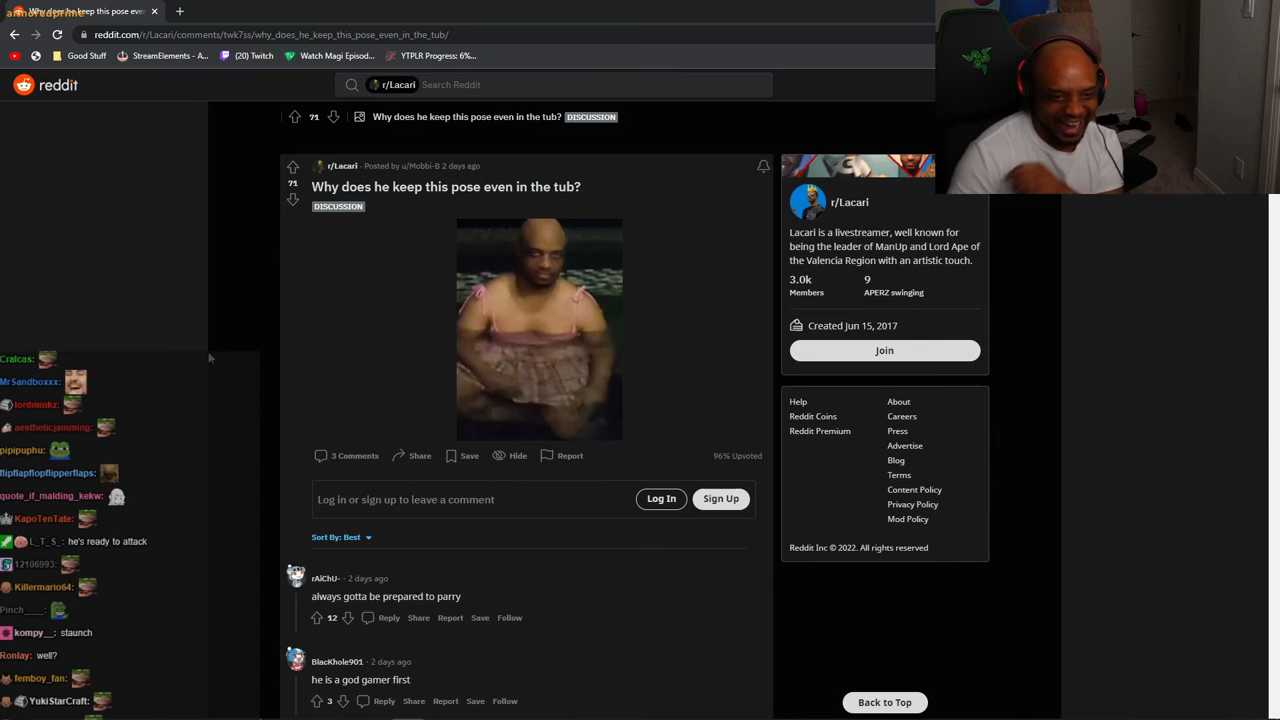 Why does he keep this pose even
armoredprime
reddit.com/r/Lacari/comments/twk7ss/why_does_he_keep_this_pose_even_in_the_tub/
Good Stuff
StreamElements - A...
(20) Twitch
Watch Magi Episod...
YTPLR Progress: 6%...
reddit
r/Lacari Search Reddit
71 Why does he keep this pose even in the tub? DISCUSSION
r/Lacari · Posted by u/Mobbi-B 2 days ago
71
Why does he keep this pose even in the tub?
DISCUSSION
3 Comments Share Save Hide Report 96% Upvoted
Log in or sign up to leave a comment Log In Sign Up
Sort By: Best
rAiChU- · 2 days ago
always gotta be prepared to parry
12 Reply Share Report Save Follow
BlacKhole901 · 2 days ago
he is a god gamer first
3 Reply Share Report Save Follow
r/Lacari
Lacari is a livestreamer, well known for
being the leader of ManUp and Lord Ape of
the Valencia Region with an artistic touch.
3.0k 9
Members APERZ swinging
Created Jun 15, 2017
Join
Help About
Reddit Coins Careers
Reddit Premium Press
Advertise
Blog
Terms
Content Policy
Privacy Policy
Mod Policy
Reddit Inc © 2022. All rights reserved
Back to Top
Cralcas:
MrSandboxxx:
lordminkz:
aestheticjamming:
pipipuphu:
flipflapflopflipperflaps:
quote_if_malding_kekw:
KapoTenTate:
L_T_S_: he's ready to attack
12106993:
Killermario64:
Pinch____:
kompy__: staunch
Ronlay: well?
femboy_fan:
YukiStarCraft: